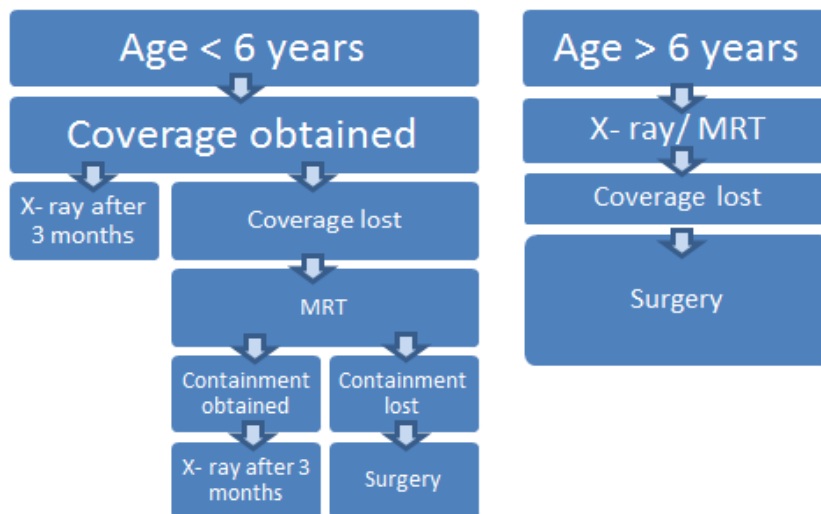 Age < 6 years
Coverage obtained
X- ray after
3 months
Coverage lost
MRT
Containment
obtained
Containment
lost
X- ray after 3
months
Surgery
Age > 6 years
X- ray/ MRT
Coverage lost
Surgery